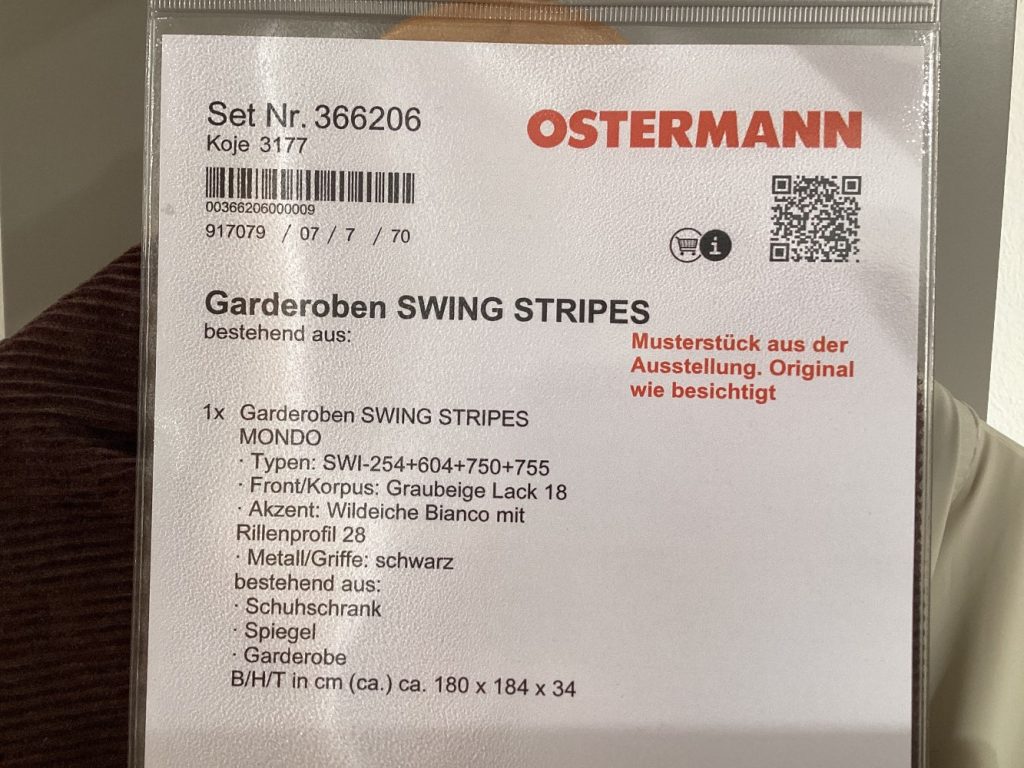 Set Nr. 366206
OSTERMANN
Koje 3177
00366206000009
917079 / 07 / 7 / 70
i
Garderoben SWING STRIPES
bestehend aus:
Musterstück aus der
Ausstellung. Original
wie besichtigt
1x Garderoben SWING STRIPES
MONDO
· Typen: SWI-254+604+750+755
· Front/Korpus: Graubeige Lack 18
· Akzent: Wildeiche Bianco mit
Rillenprofil 28
· Metall/Griffe: schwarz
bestehend aus:
· Schuhschrank
· Spiegel
· Garderobe
B/H/T in cm (ca.) ca. 180 x 184 x 34